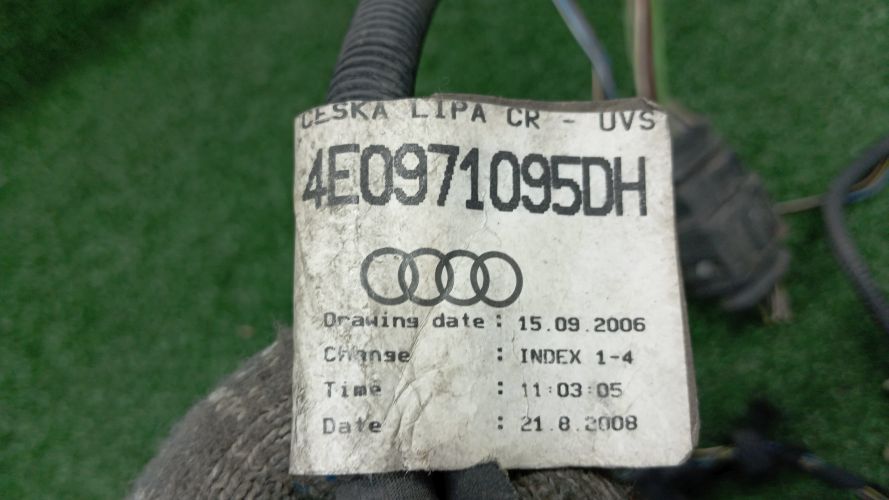 CESKA LIPA CR - UVS
4E0971095DH
Drawing date : 15.09.2006
Change : INDEX 1-4
Time : 11:03:05
Date : 21.8.2008